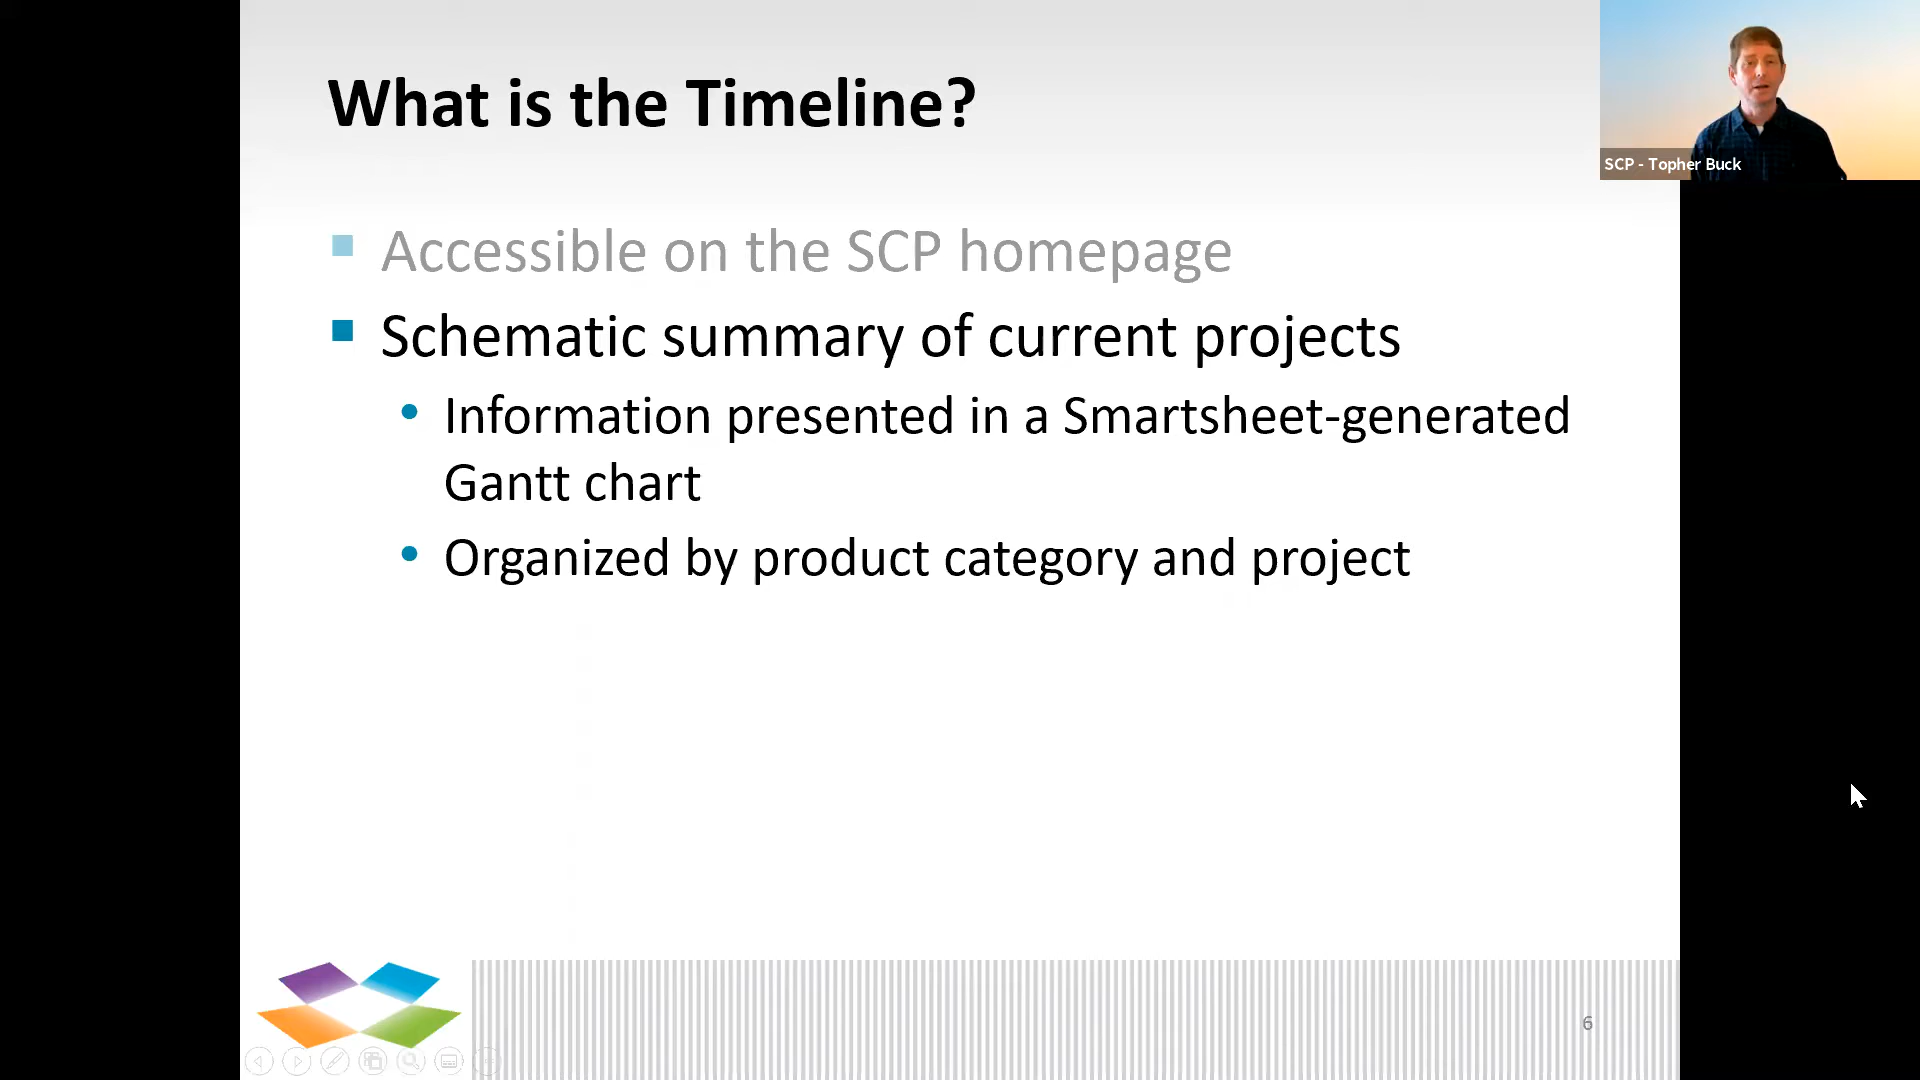 What is the Timeline?
SCP - Topher Buck
Accessible on the SCP homepage
Schematic summary of current projects
Information presented in a Smartsheet-generated
Gantt chart
Organized by product category and project
6